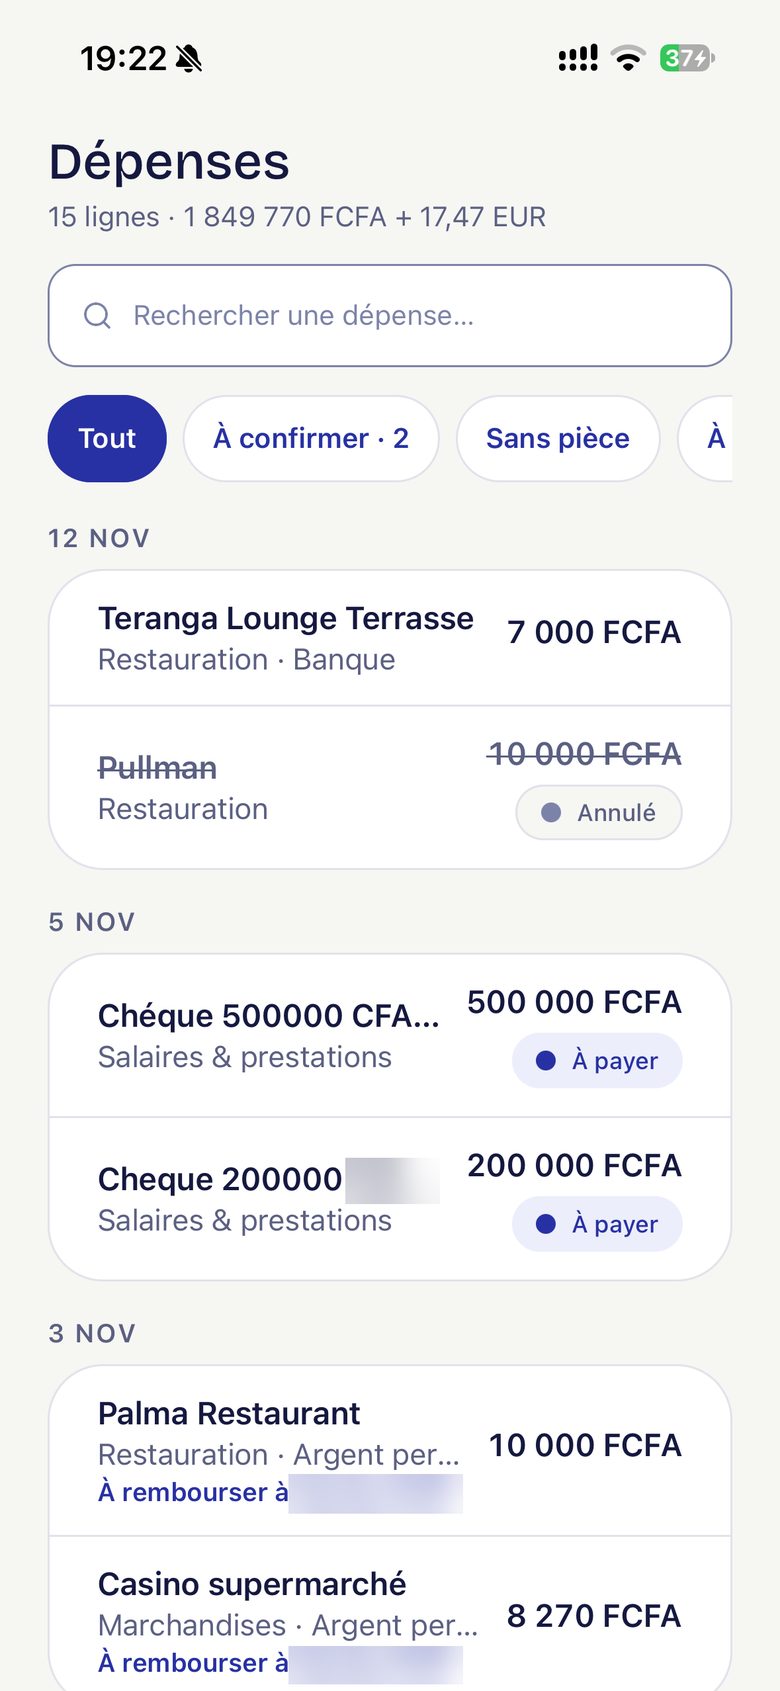 19:22
37
Dépenses
15 lignes · 1 849 770 FCFA + 17,47 EUR
Rechercher une dépense...
Tout
À confirmer · 2
Sans pièce
À
12 NOV
Teranga Lounge Terrasse
7 000 FCFA
Restauration · Banque
Pullman
10 000 FCFA
Restauration
Annulé
5 NOV
Chéque 500000 CFA...
500 000 FCFA
Salaires & prestations
À payer
Cheque 200000
200 000 FCFA
Salaires & prestations
À payer
3 NOV
Palma Restaurant
Restauration · Argent per...
10 000 FCFA
À rembourser à
Casino supermarché
Marchandises · Argent per...
8 270 FCFA
À rembourser à